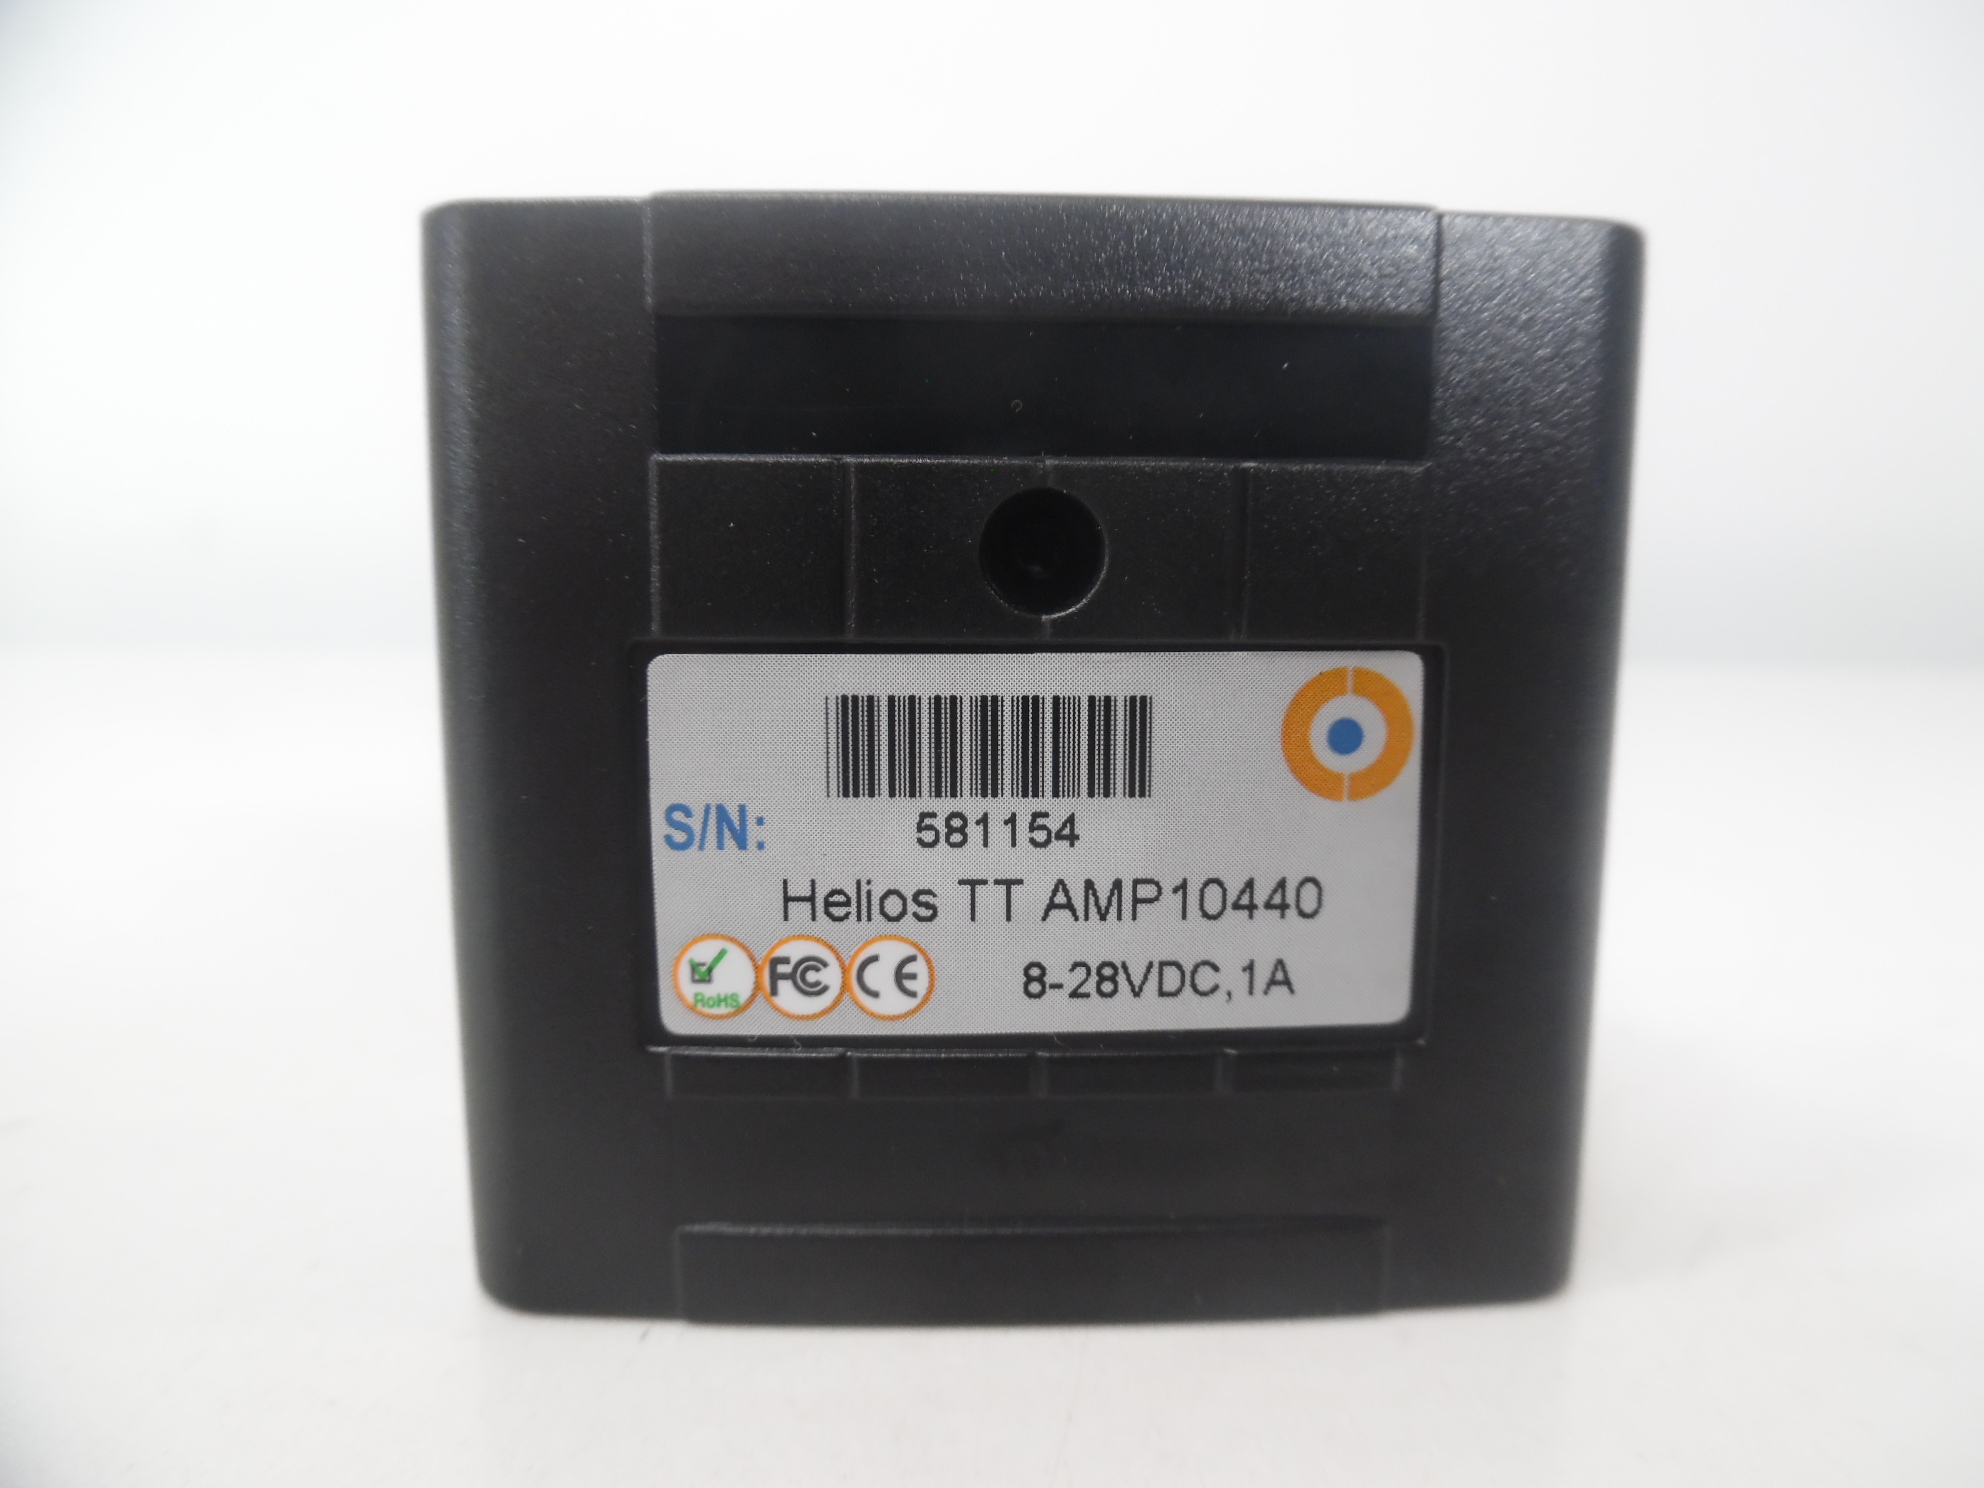 S/N: 581154
Helios TT AMP10440
RoHS FC CE 8-28VDC,1A